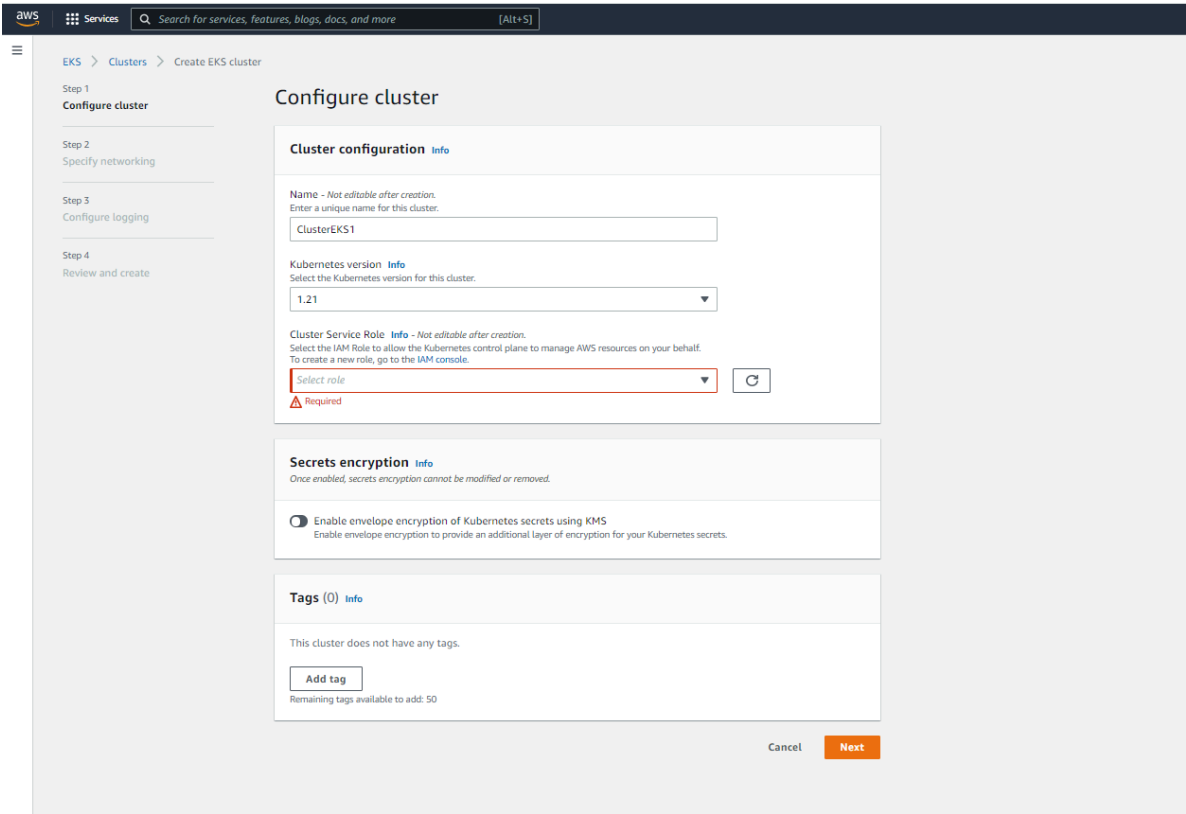 aws
Services
Search for services, features, blogs, docs, and more [Alt+S]
EKS > Clusters > Create EKS cluster
Step 1
Configure cluster
Step 2
Specify networking
Step 3
Configure logging
Step 4
Review and create
Configure cluster
Cluster configuration Info
Name - Not editable after creation.
Enter a unique name for this cluster.
ClusterEKS1
Kubernetes version Info
Select the Kubernetes version for this cluster.
1.21
Cluster Service Role Info - Not editable after creation.
Select the IAM Role to allow the Kubernetes control plane to manage AWS resources on your behalf.
To create a new role, go to the IAM console.
Select role
Required
Secrets encryption Info
Once enabled, secrets encryption cannot be modified or removed.
Enable envelope encryption of Kubernetes secrets using KMS
Enable envelope encryption to provide an additional layer of encryption for your Kubernetes secrets.
Tags (0) Info
This cluster does not have any tags.
Add tag
Remaining tags available to add: 50
Cancel
Next